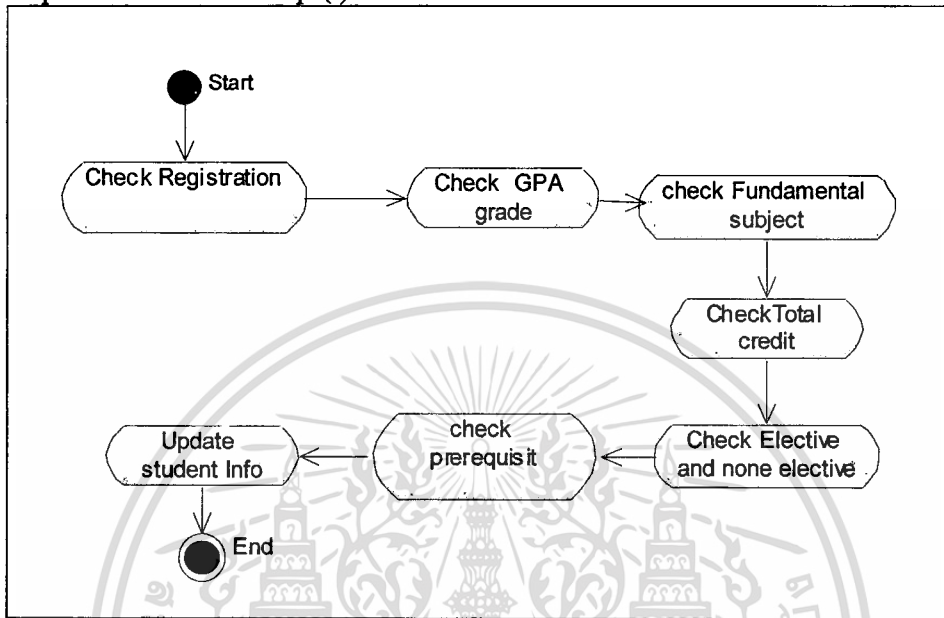 Start
Check Registration
Check GPA
grade
check Fundamental
subject
CheckTotal
credit
Check Elective
and none elective
check
prerequisit
Update
student Info
End